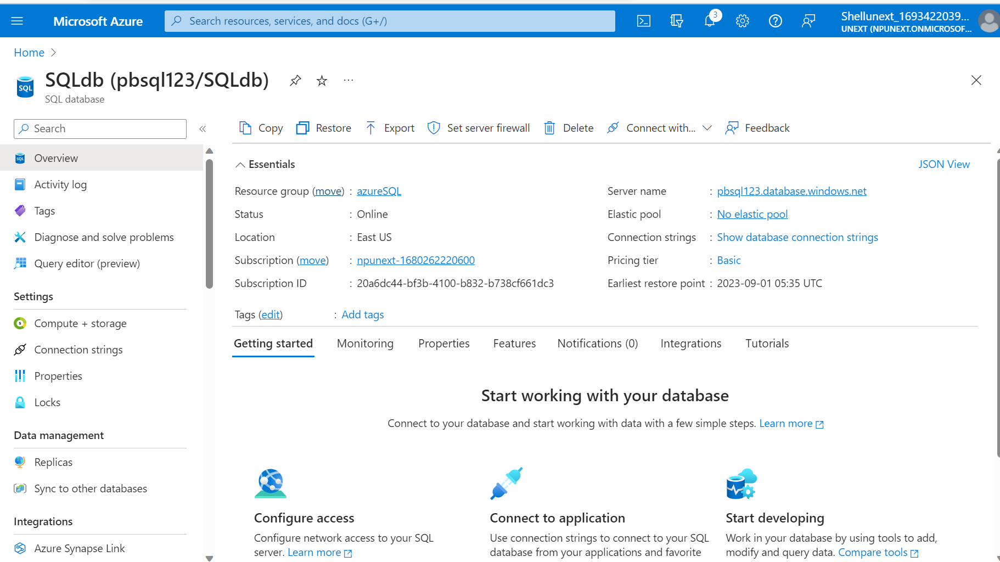 Microsoft Azure
Search resources, services, and docs (G+/)
3
Shellunext_1693422039...
UNEXT (NPUNEXT.ONMICROSOF...
Home
SQL
SQLdb (pbsql123/SQLdb)
SQL database
Search
Copy
Restore
Export
Set server firewall
Delete
Connect with...
Feedback
SQL
Overview
Activity log
Tags
Diagnose and solve problems
Query editor (preview)
Settings
Compute + storage
Connection strings
Properties
Locks
Data management
Replicas
Sync to other databases
Integrations
Azure Synapse Link
Essentials
JSON View
Resource group (move) : azureSQL
Status : Online
Location : East US
Subscription (move) : npunext-1680262220600
Subscription ID : 20a6dc44-bf3b-4100-b832-b738cf661dc3
Server name : pbsql123.database.windows.net
Elastic pool : No elastic pool
Connection strings : Show database connection strings
Pricing tier : Basic
Earliest restore point : 2023-09-01 05:35 UTC
Tags (edit) : Add tags
Getting started
Monitoring
Properties
Features
Notifications (0)
Integrations
Tutorials
Start working with your database
Connect to your database and start working with data with a few simple steps. Learn more
Configure access
Configure network access to your SQL
server. Learn more
Connect to application
Use connection strings to connect to your SQL
database from your applications and favorite
Start developing
Work in your database by using tools to add,
modify and query data. Compare tools